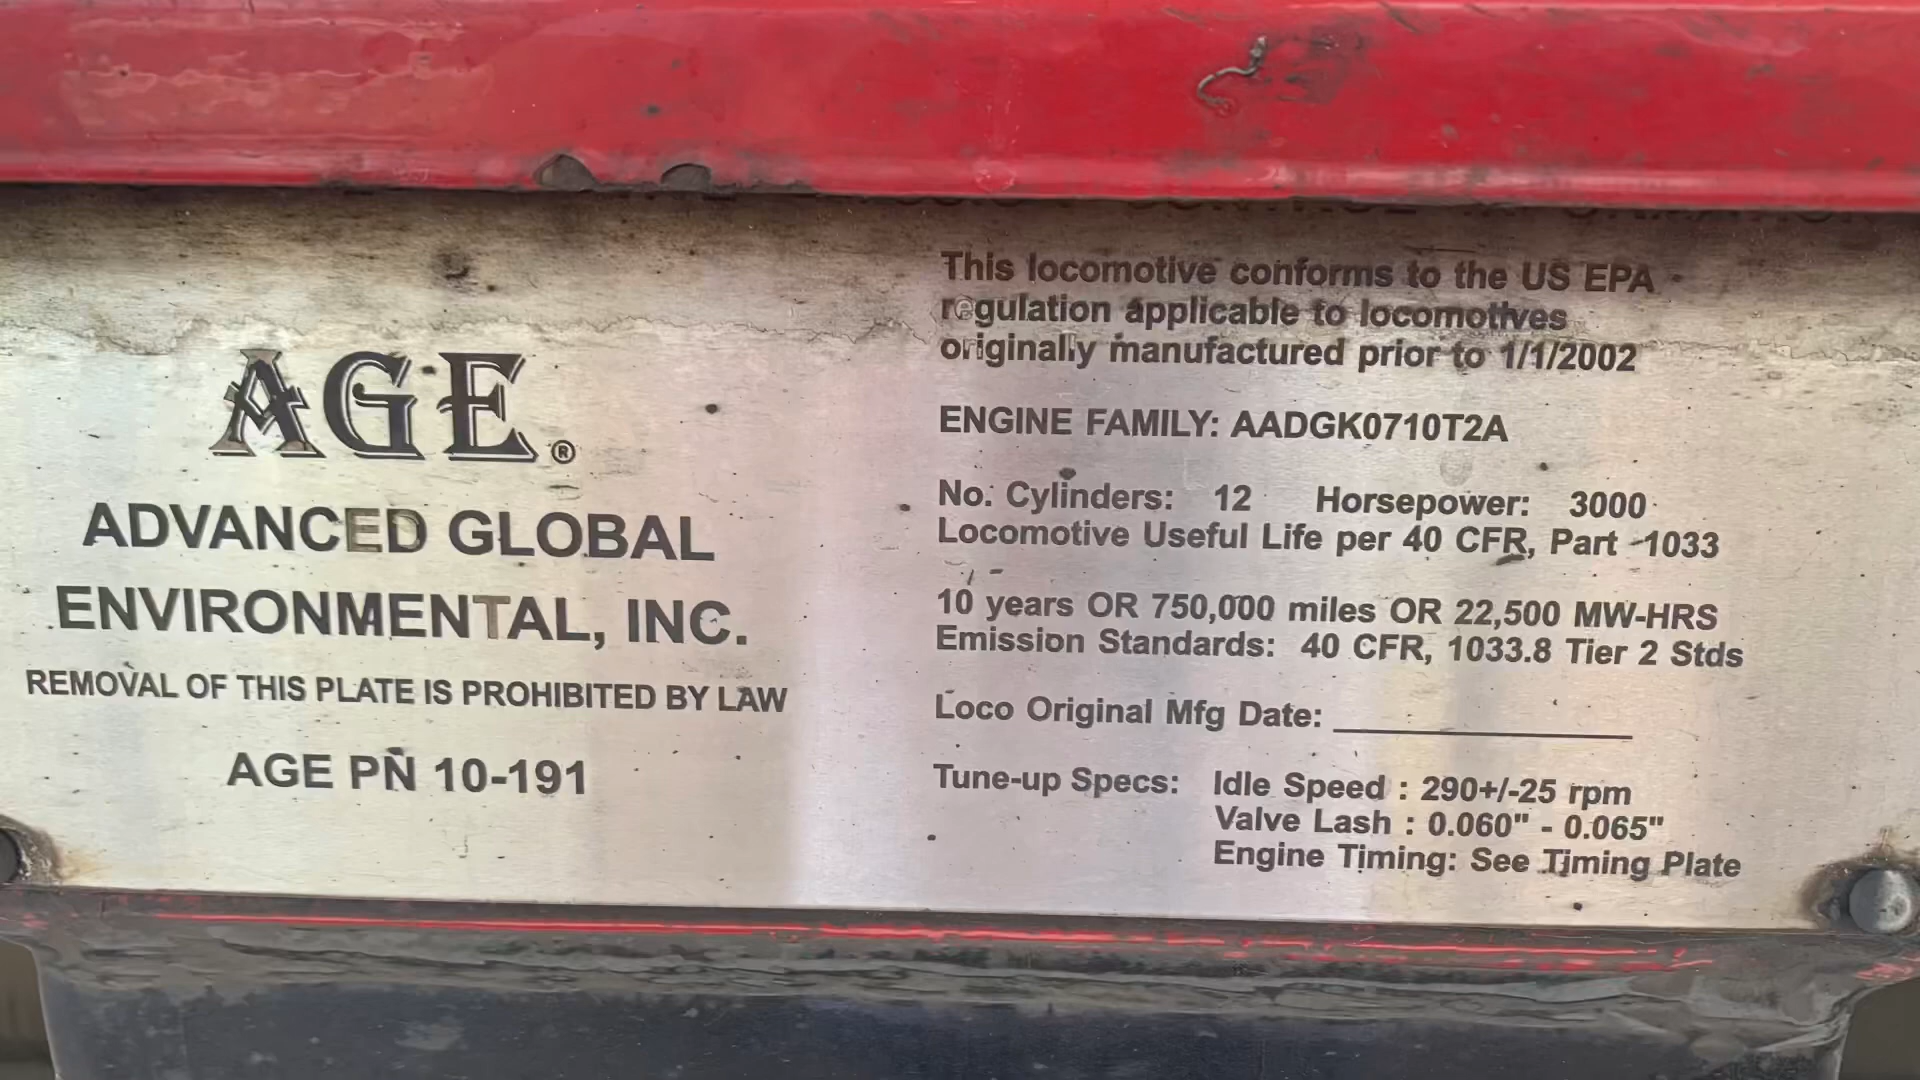 AGE®
ADVANCED GLOBAL
ENVIRONMENTAL, INC.
REMOVAL OF THIS PLATE IS PROHIBITED BY LAW
AGE PN 10-191
This locomotive conforms to the US EPA
regulation applicable to locomotives
originally manufactured prior to 1/1/2002
ENGINE FAMILY: AADGK0710T2A
No. Cylinders: 12 Horsepower: 3000
Locomotive Useful Life per 40 CFR, Part 1033
10 years OR 750,000 miles OR 22,500 MW-HRS
Emission Standards: 40 CFR, 1033.8 Tier 2 Stds
Loco Original Mfg Date: ____________
Tune-up Specs: Idle Speed : 290+/-25 rpm
Valve Lash : 0.060" - 0.065"
Engine Timing: See Timing Plate